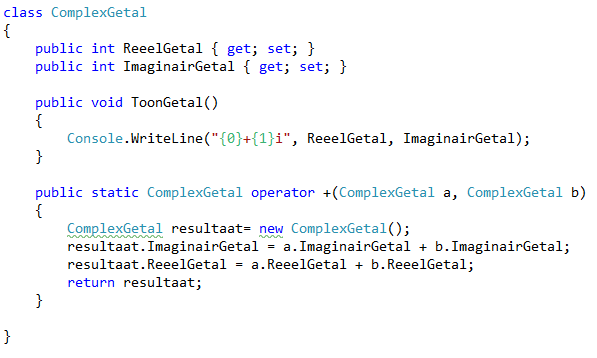 class ComplexGetal
{
    public int ReeelGetal { get; set; }
    public int ImaginairGetal { get; set; }

    public void ToonGetal()
    {
        Console.WriteLine("{0}+{1}i", ReeelGetal, ImaginairGetal);
    }

    public static ComplexGetal operator +(ComplexGetal a, ComplexGetal b)
    {
        ComplexGetal resultaat= new ComplexGetal();
        resultaat.ImaginairGetal = a.ImaginairGetal + b.ImaginairGetal;
        resultaat.ReeelGetal = a.ReeelGetal + b.ReeelGetal;
        return resultaat;
    }

}